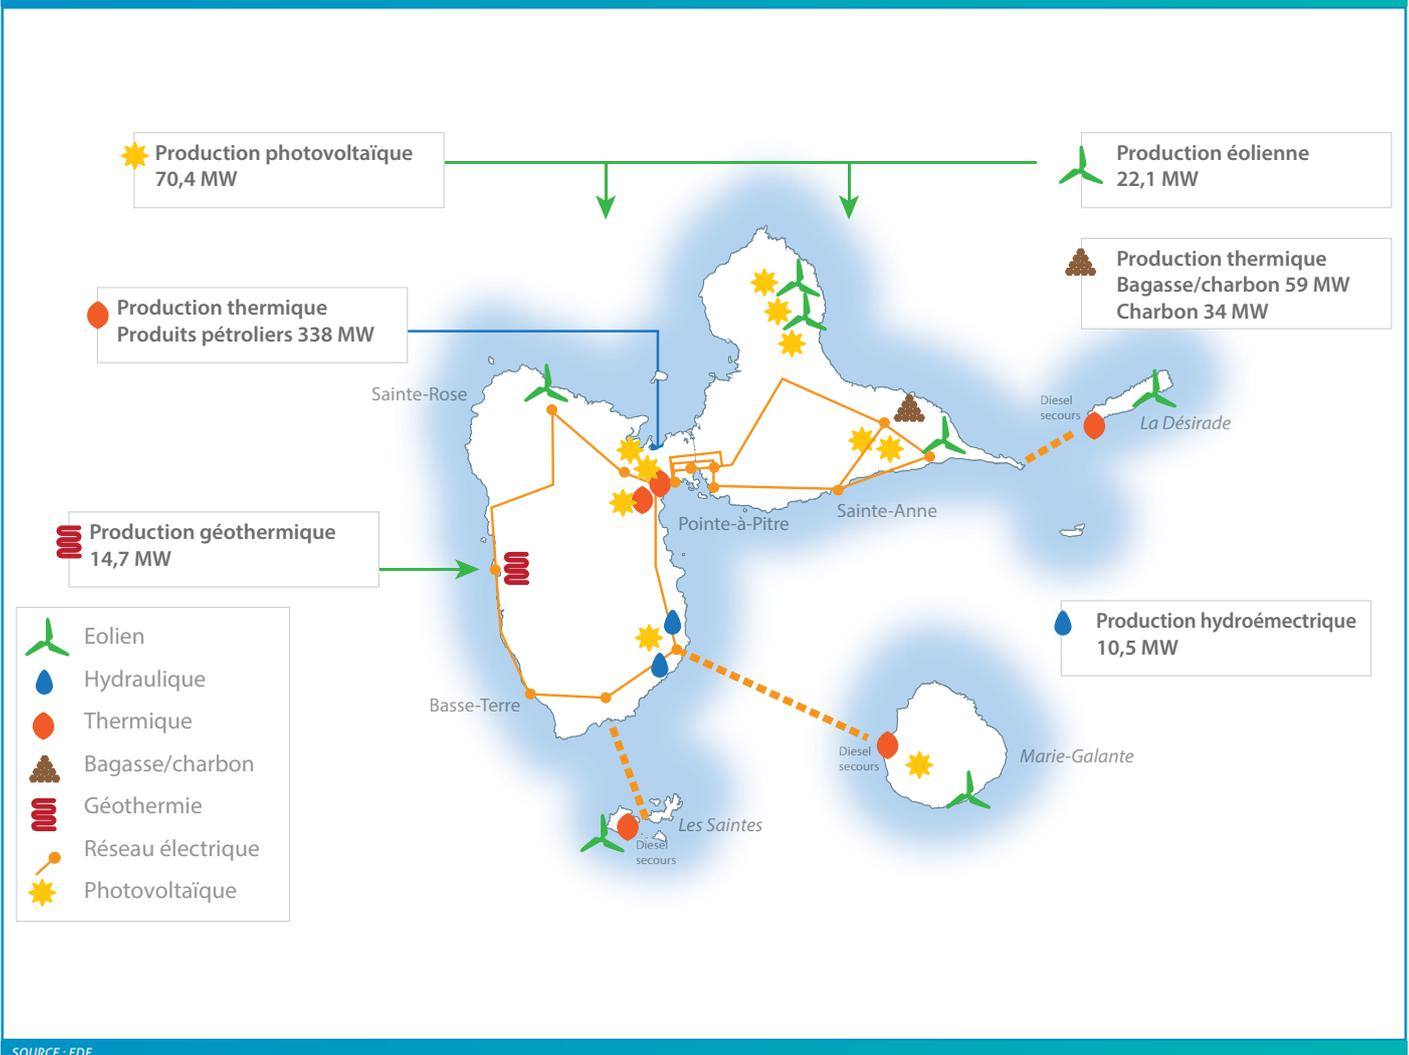 Production photovoltaïque
70,4 MW
Production éolienne
22,1 MW
Production thermique
Bagasse/charbon 59 MW
Charbon 34 MW
Production thermique
Produits pétroliers 338 MW
Sainte-Rose
Diesel
secours
La Désirade
Pointe-à-Pitre
Sainte-Anne
Production géothermique
14,7 MW
Production hydroémectrique
10,5 MW
Eolien
Hydraulique
Thermique
Bagasse/charbon
Géothermie
Réseau électrique
Photovoltaïque
Basse-Terre
Diesel
secours
Marie-Galante
Les Saintes
Diesel
secours
SOURCE : EDF